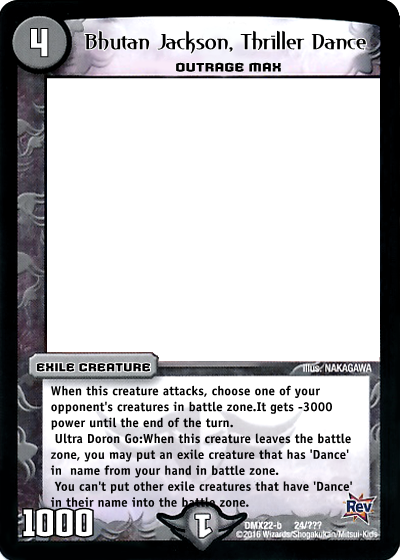 4
Bhutan Jackson, Thriller Dance
OUTRAGE MAX
Illus. NAKAGAWA
EXILE CREATURE
When this creature attacks, choose one of your
opponent's creatures in battle zone.It gets -3000
power until the end of the turn.
Ultra Doron Go:When this creature leaves the battle
zone, you may put an exile creature that has 'Dance'
in name from your hand in battle zone.
You can't put other exile creatures that have 'Dance'
in their name into the battle zone.
1000
1
DMX22-b 24/???
©2016 Wizards/Shogakukan/Mitsui-Kids
Rev